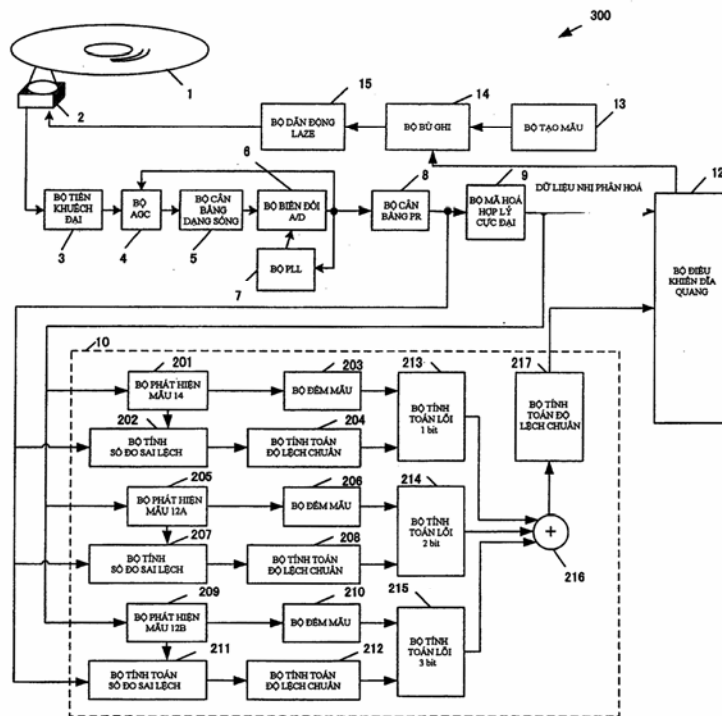 300
1
2
15
BỘ DẪN ĐỘNG
LAZE
14
BỘ BÙ GHI
13
BỘ TẠO MẪU
BỘ TIỀN
KHUẾCH ĐẠI
3
BỘ
AGC
4
BỘ CÂN
BẰNG
DẠNG SÓNG
5
6
BỘ BIẾN ĐỔI
A/D
BỘ PLL
7
8
BỘ CÂN
BẰNG PR
9
BỘ MÃ HOÁ
HỢP LÝ
CỰC ĐẠI
DỮ LIỆU NHỊ PHÂN HOÁ
12
BỘ ĐIỀU
KHIỂN ĐĨA
QUANG
10
201
BỘ PHÁT HIỆN
MẪU 14
203
BỘ ĐẾM MẪU
213
BỘ TÍNH
TOÁN LỖI
1 bit
217
BỘ TÍNH
TOÁN ĐỘ
LỆCH CHUẨN
202
BỘ TÍNH
SỐ ĐO SAI LỆCH
204
BỘ TÍNH TOÁN
ĐỘ LỆCH CHUẨN
205
BỘ PHÁT HIỆN
MẪU 12A
206
BỘ ĐẾM MẪU
214
BỘ TÍNH
TOÁN LỖI
2 bit
207
BỘ TÍNH
SỐ ĐO SAI LỆCH
208
BỘ TÍNH TOÁN
ĐỘ LỆCH CHUẨN
+
216
209
BỘ PHÁT HIỆN
MẪU 12B
210
BỘ ĐẾM MẪU
215
BỘ TÍNH
TOÁN LỖI
3 bit
211
BỘ TÍNH TOÁN
SỐ ĐO SAI LỆCH
212
BỘ TÍNH TOÁN
ĐỘ LỆCH CHUẨN